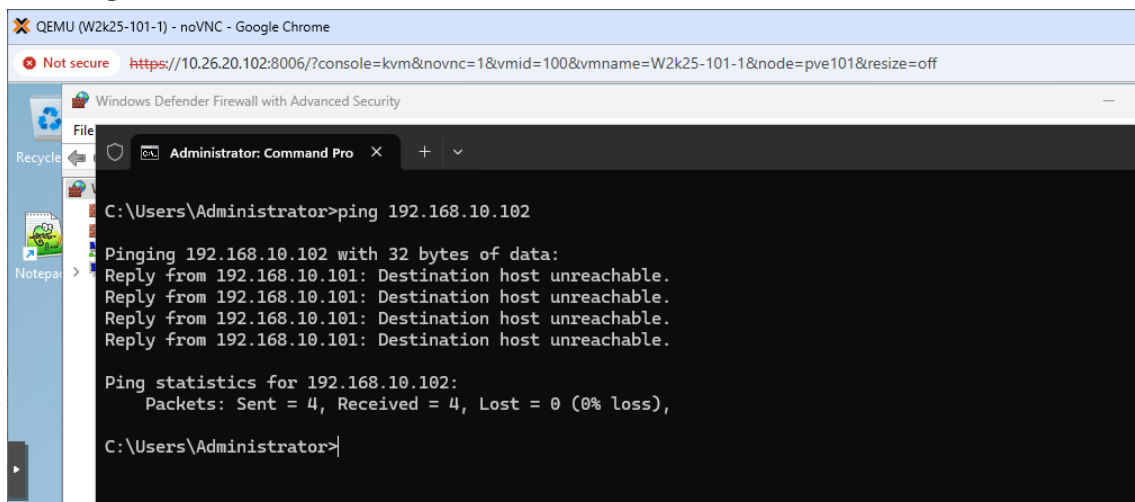 QEMU (W2k25-101-1) - noVNC - Google Chrome
Not secure https://10.26.20.102:8006/?console=kvm&novnc=1&vmid=100&vmname=W2k25-101-1&node=pve101&resize=off
Windows Defender Firewall with Advanced Security
File
Recycle
Administrator: Command Pro
C:\Users\Administrator>ping 192.168.10.102
Pinging 192.168.10.102 with 32 bytes of data:
Reply from 192.168.10.101: Destination host unreachable.
Reply from 192.168.10.101: Destination host unreachable.
Reply from 192.168.10.101: Destination host unreachable.
Reply from 192.168.10.101: Destination host unreachable.
Notepa
Ping statistics for 192.168.10.102:
Packets: Sent = 4, Received = 4, Lost = 0 (0% loss),
C:\Users\Administrator>